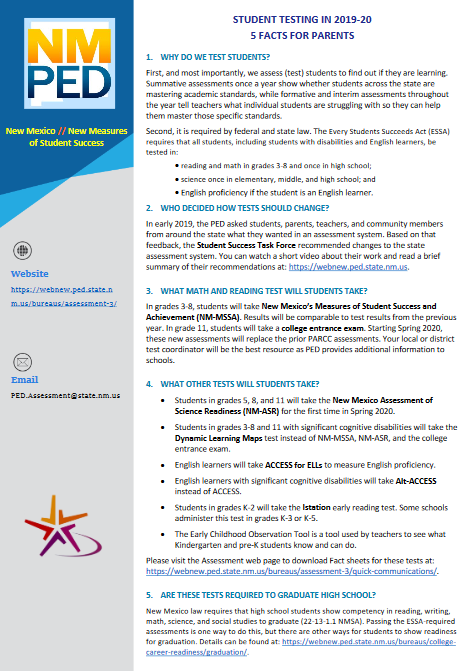 NM
PED
New Mexico // New Measures
of Student Success
Website
https://webnew.ped.state.n
m.us/bureaus/assessment-3/
Email
PED.Assessment@state.nm.us
STUDENT TESTING IN 2019-20
5 FACTS FOR PARENTS
1. WHY DO WE TEST STUDENTS?
First, and most importantly, we assess (test) students to find out if they are learning.
Summative assessments once a year show whether students across the state are
mastering academic standards, while formative and interim assessments throughout
the year tell teachers what individual students are struggling with so they can help
them master those specific standards.
Second, it is required by federal and state law. The Every Students Succeeds Act (ESSA)
requires that all students, including students with disabilities and English learners, be
tested in:
• reading and math in grades 3-8 and once in high school;
• science once in elementary, middle, and high school; and
• English proficiency if the student is an English learner.
2. WHO DECIDED HOW TESTS SHOULD CHANGE?
In early 2019, the PED asked students, parents, teachers, and community members
from around the state what they wanted in an assessment system. Based on that
feedback, the Student Success Task Force recommended changes to the state
assessment system. You can watch a short video about their work and read a brief
summary of their recommendations at: https://webnew.ped.state.nm.us.
3. WHAT MATH AND READING TEST WILL STUDENTS TAKE?
In grades 3-8, students will take New Mexico's Measures of Student Success and
Achievement (NM-MSSA). Results will be comparable to test results from the previous
year. In grade 11, students will take a college entrance exam. Starting Spring 2020,
these new assessments will replace the prior PARCC assessments. Your local or district
test coordinator will be the best resource as PED provides additional information to
schools.
4. WHAT OTHER TESTS WILL STUDENTS TAKE?
• Students in grades 5, 8, and 11 will take the New Mexico Assessment of
Science Readiness (NM-ASR) for the first time in Spring 2020.
• Students in grades 3-8 and 11 with significant cognitive disabilities will take the
Dynamic Learning Maps test instead of NM-MSSA, NM-ASR, and the college
entrance exam.
• English learners will take ACCESS for ELLs to measure English proficiency.
• English learners with significant cognitive disabilities will take Alt-ACCESS
instead of ACCESS.
• Students in grades K-2 will take the Istation early reading test. Some schools
administer this test in grades K-3 or K-5.
• The Early Childhood Observation Tool is a tool used by teachers to see what
Kindergarten and pre-K students know and can do.
Please visit the Assessment web page to download Fact sheets for these tests at:
https://webnew.ped.state.nm.us/bureaus/assessment-3/quick-communications/.
5. ARE THESE TESTS REQUIRED TO GRADUATE HIGH SCHOOL?
New Mexico law requires that high school students show competency in reading, writing,
math, science, and social studies to graduate (22-13-1.1 NMSA). Passing the ESSA-required
assessments is one way to do this, but there are other ways for students to show readiness
for graduation. Details can be found at: https://webnew.ped.state.nm.us/bureaus/college-
career-readiness/graduation/.